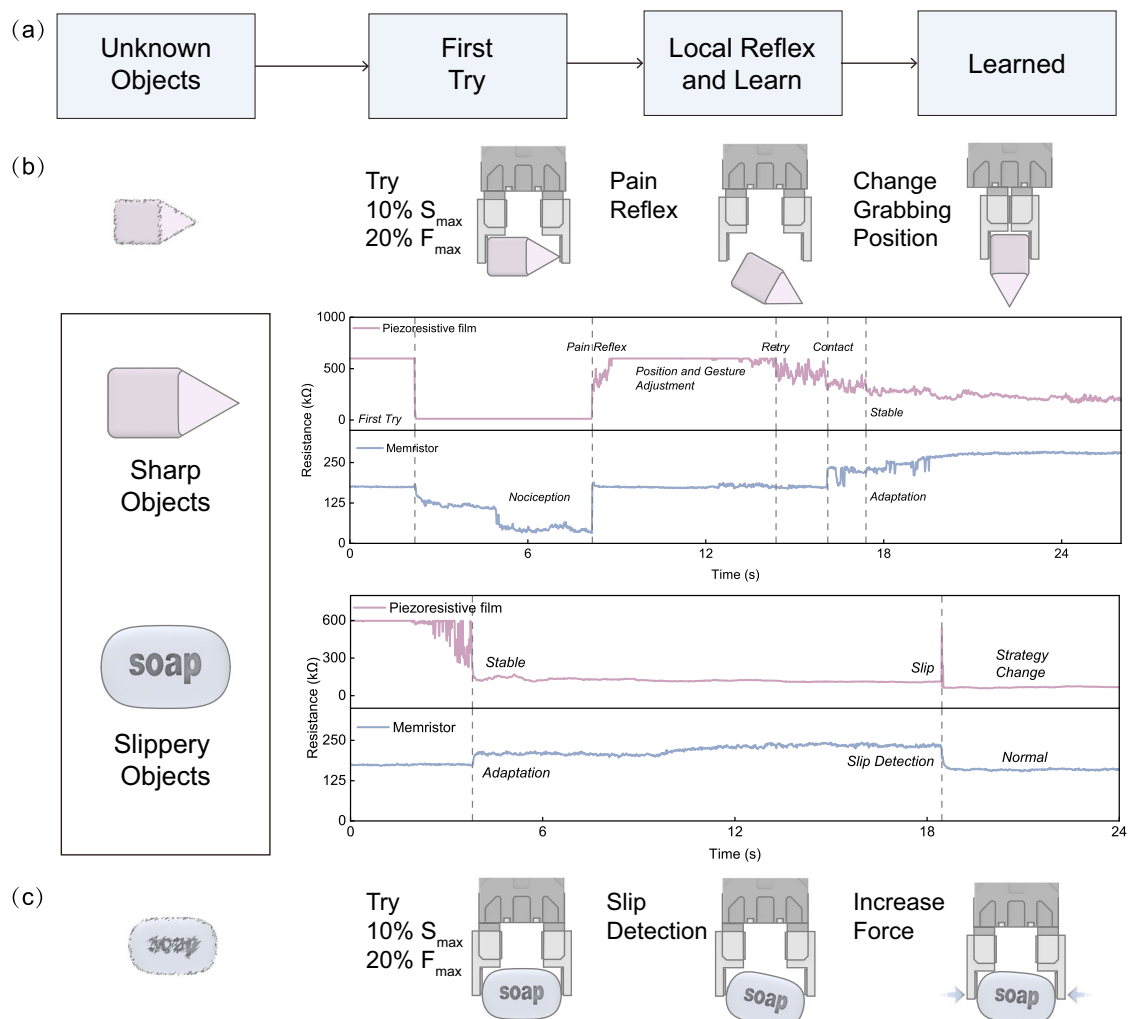 (a)
Unknown
Objects
First
Try
Local Reflex
and Learn
Learned
(b)
Try
10% Smax
20% Fmax
Pain
Reflex
Change
Grabbing
Position
Sharp
Objects
soap
Slippery
Objects
Resistance (kΩ)
1000
500
0
Piezoresistive film
First Try
Pain Reflex
Position and Gesture
Adjustment
Retry
Contact
Stable
250
125
0
Memristor
Nociception
Adaptation
0
6
12
18
24
Time (s)
Resistance (kΩ)
600
300
0
Piezoresistive film
Stable
Slip
Strategy
Change
250
125
0
Memristor
Adaptation
Slip Detection
Normal
0
6
12
18
24
Time (s)
(c)
soap
Try
10% Smax
20% Fmax
soap
Slip
Detection
soap
Increase
Force
soap